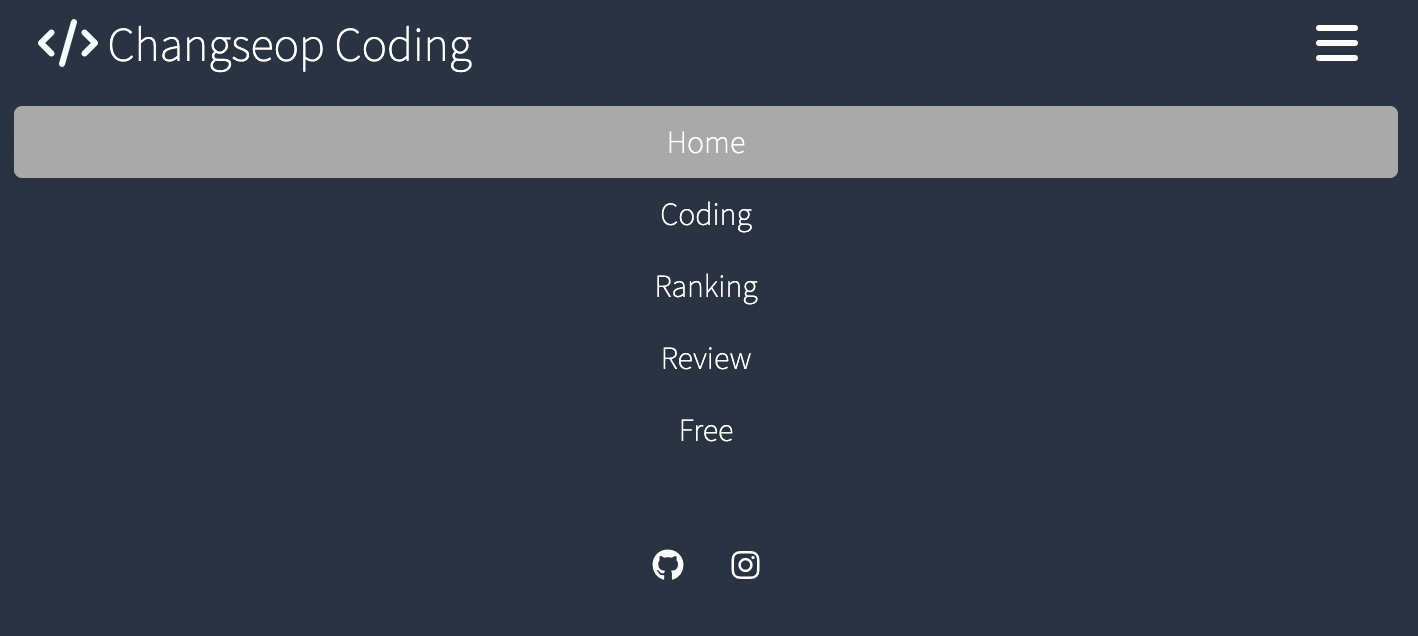 Changseop Coding
Home
Coding
Ranking
Review
Free